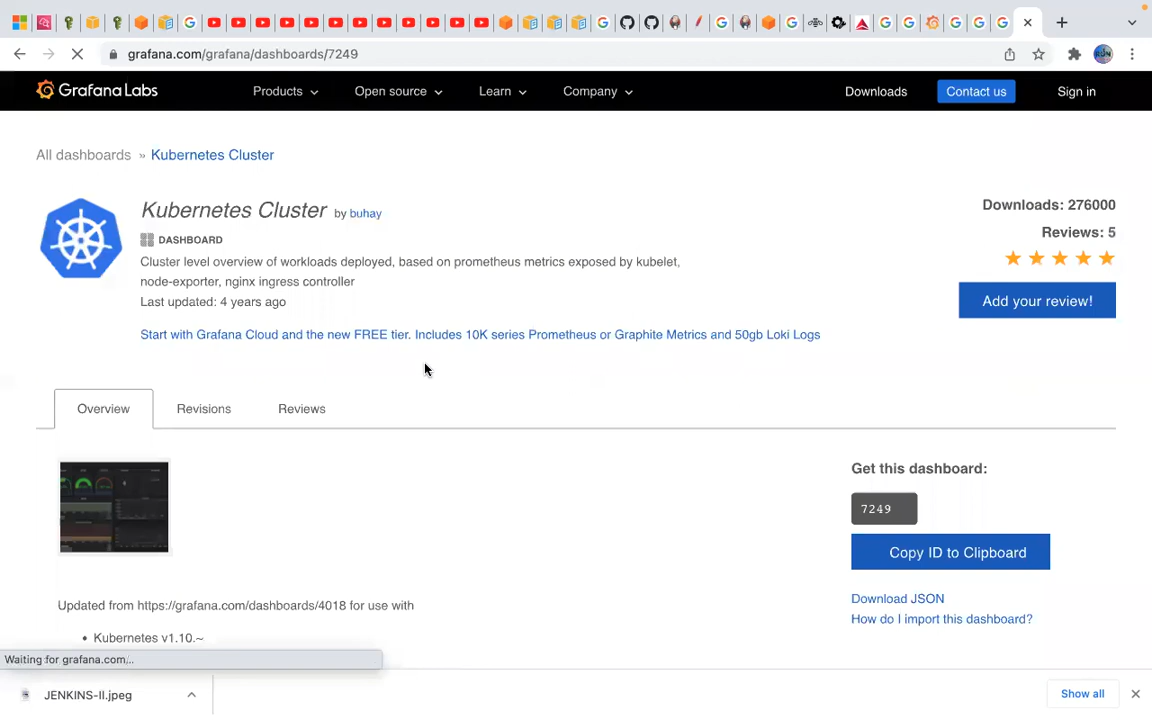 grafana.com/grafana/dashboards/7249
Grafana Labs
Products
Open source
Learn
Company
Downloads
Contact us
Sign in
All dashboards » Kubernetes Cluster
Kubernetes Cluster by buhay
DASHBOARD
Cluster level overview of workloads deployed, based on prometheus metrics exposed by kubelet,
node-exporter, nginx ingress controller
Last updated: 4 years ago
Start with Grafana Cloud and the new FREE tier. Includes 10K series Prometheus or Graphite Metrics and 50gb Loki Logs
Downloads: 276000
Reviews: 5
Add your review!
Overview
Revisions
Reviews
Get this dashboard:
7249
Copy ID to Clipboard
Download JSON
How do I import this dashboard?
Updated from https://grafana.com/dashboards/4018 for use with
• Kubernetes v1.10.~
Waiting for grafana.com...
JENKINS-II.jpeg
Show all